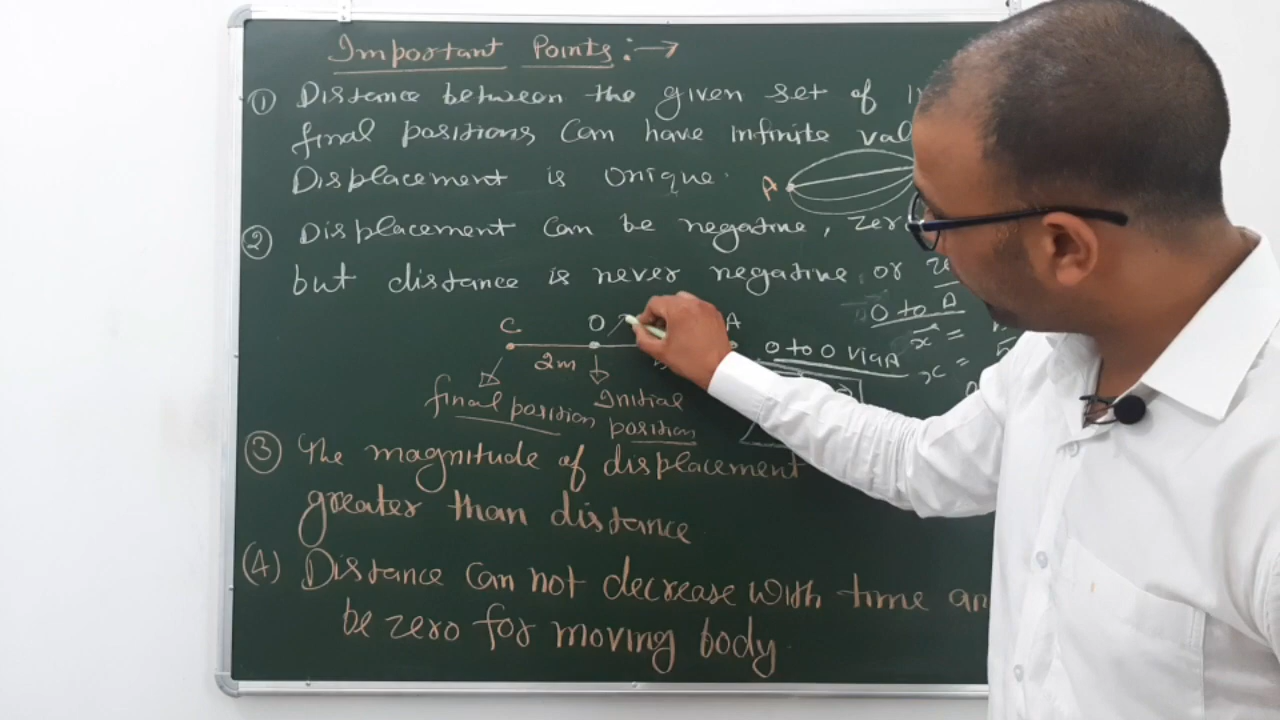 Important Points:→
① Distance between the given set of
final positions can have infinite
Displacement is Unique.
A
② Displacement can be negative,
but distance is never negative or
0 to A
C O A
0 to 0 via A
x⃗ =
2m
x =
final position Initial
position
③ The magnitude of displacement
greater than distance
(4) Distance can not decrease with time
be zero for moving body.